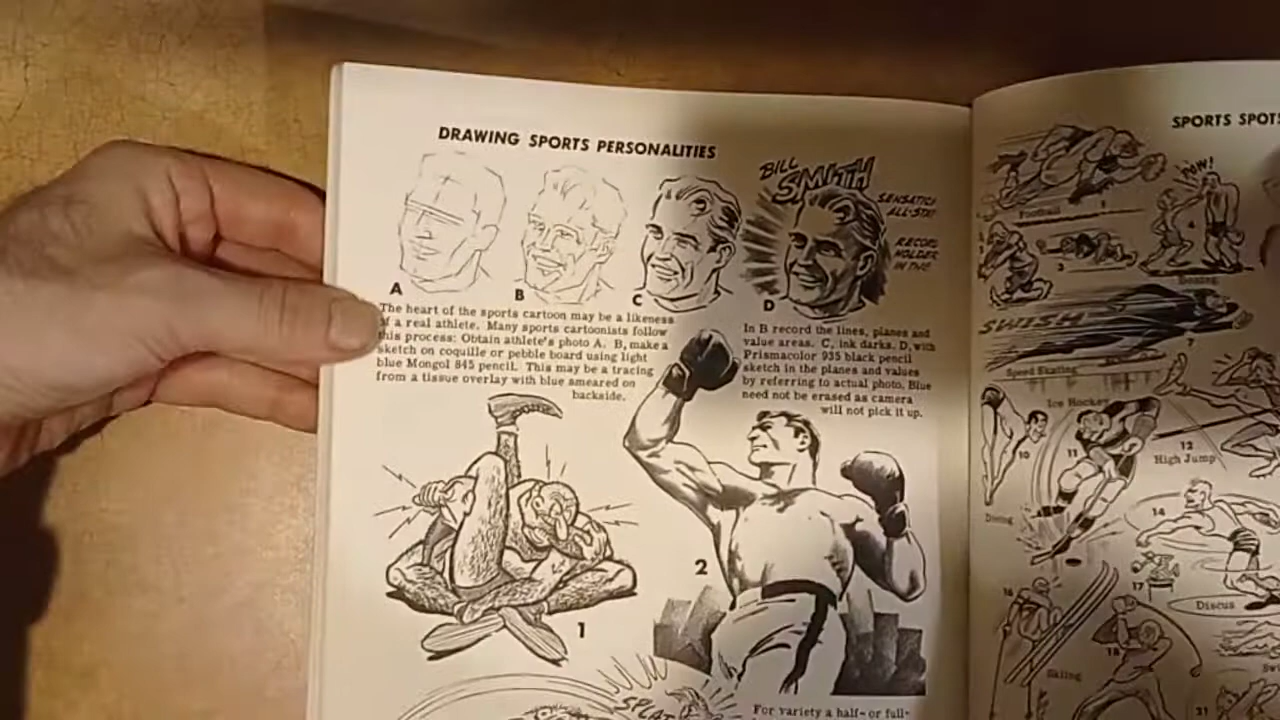 DRAWING SPORTS PERSONALITIES
BILL
SMITH
SENSATION
ALL-STAR
RECORD
HOLDER
IN THE
A
B
C
D
The heart of the sports cartoon may be a likeness
of a real athlete. Many sports cartoonists follow
this process: Obtain athlete's photo A. B, make a
sketch on coquille or pebble board using light
blue Mongol 845 pencil. This may be a tracing
from a tissue overlay with blue smeared on
backside.
In B record the lines, planes and
value areas. C, ink darks. D, with
Prismacolor 935 black pencil
sketch in the planes and values
by referring to actual photo. Blue
need not be erased as camera
will not pick it up.
1
2
SPLAT
For variety a half- or full-
SPORTS SPOTS
Football
1
POW!
3
4
Boxing
SWISH
7
Speed Skating
Ice Hockey
10
11
12
High Jump
Diving
14
16
17
Discus
18
Skiing
21